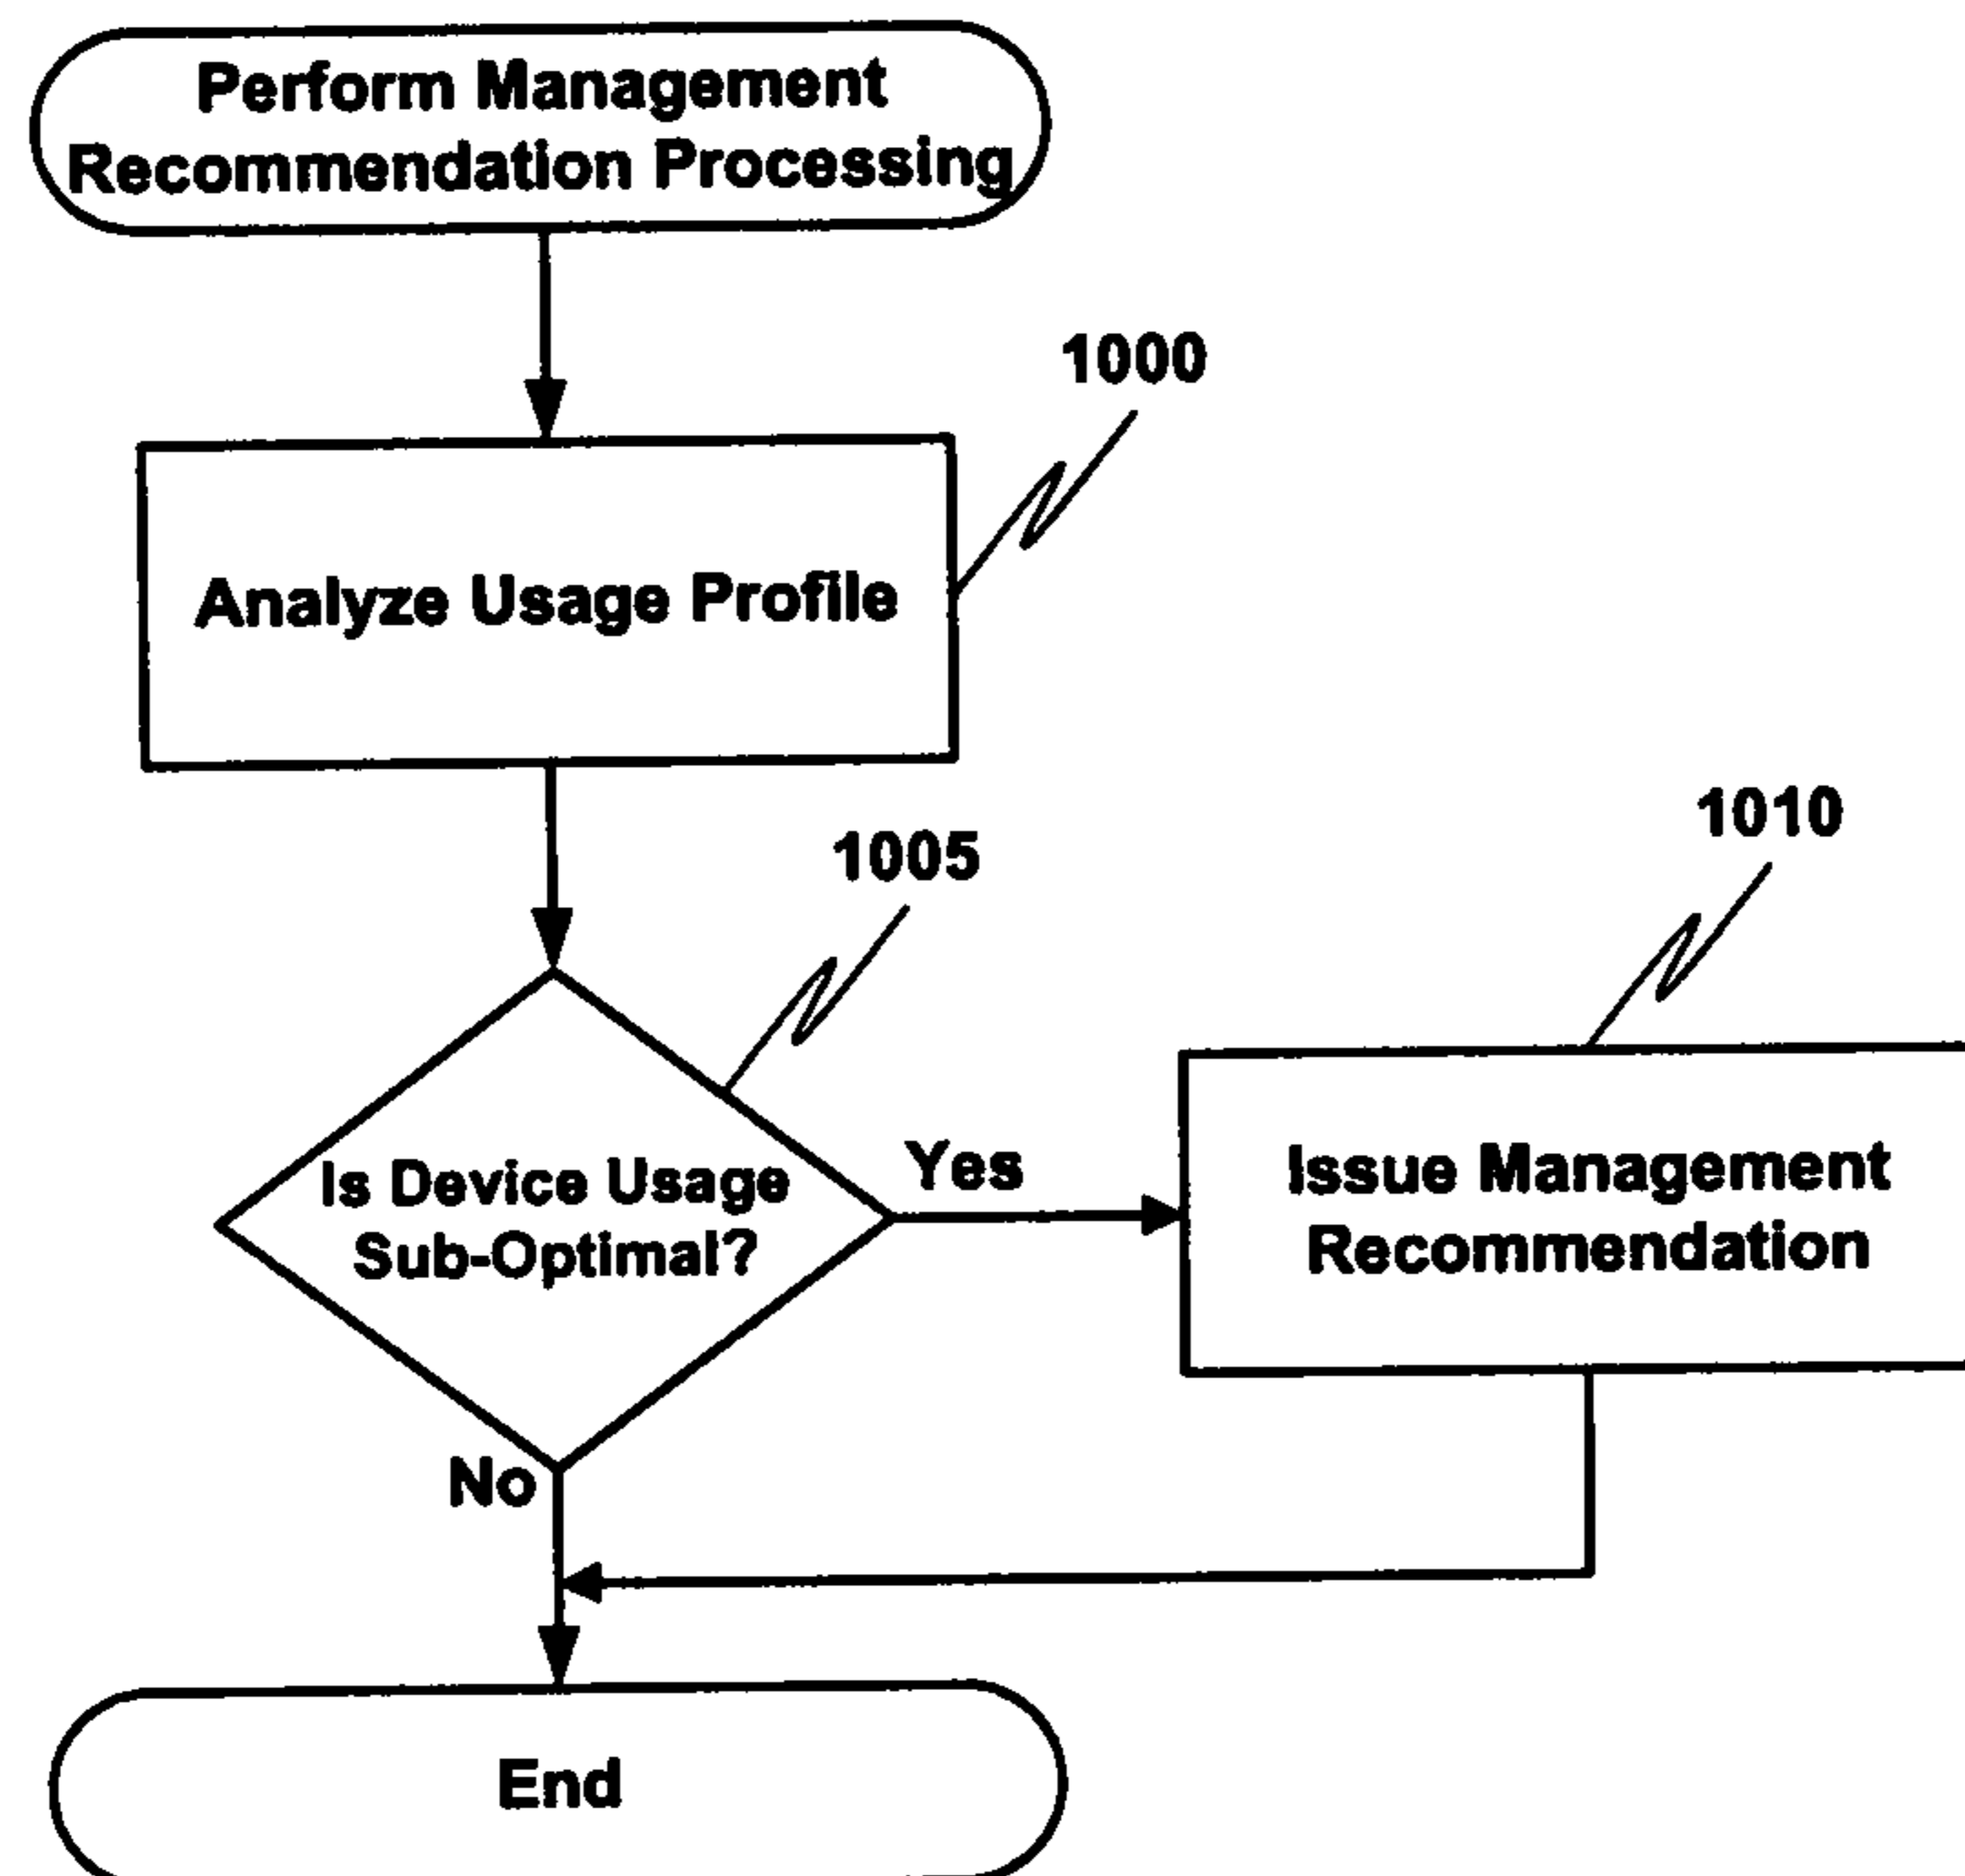 Perform Management
Recommendation Processing
1000
Analyze Usage Profile
1005
1010
Is Device Usage
Sub-Optimal?
Yes
Issue Management
Recommendation
No
End